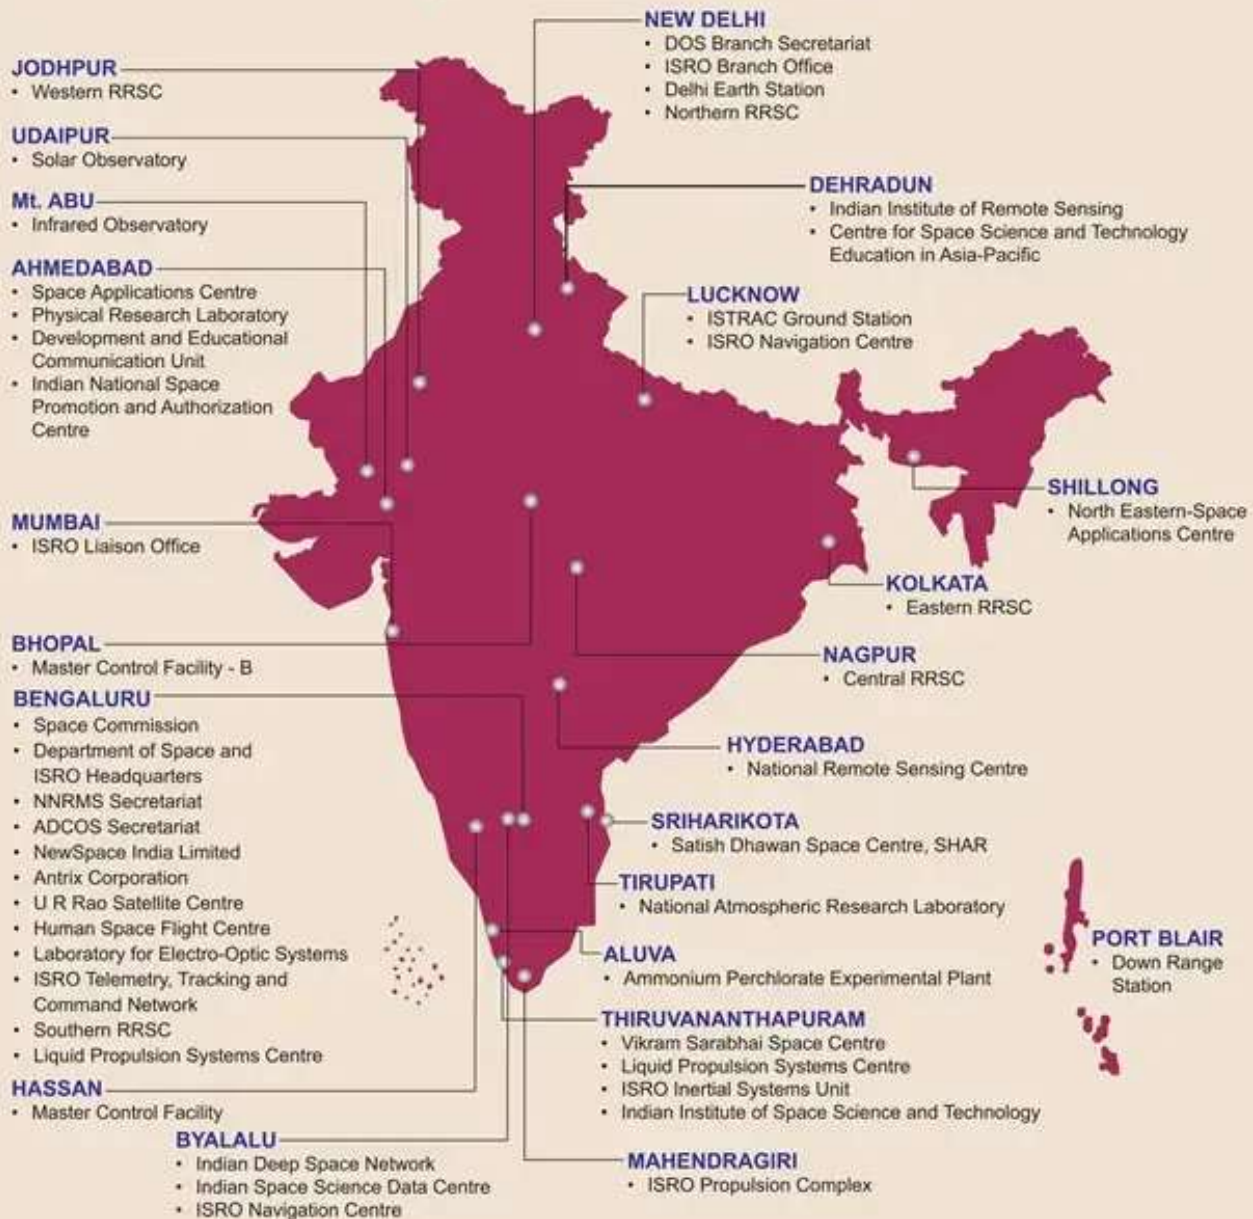 NEW DELHI
• DOS Branch Secretariat
• ISRO Branch Office
• Delhi Earth Station
• Northern RRSC
JODHPUR
• Western RRSC
UDAIPUR
• Solar Observatory
Mt. ABU
• Infrared Observatory
AHMEDABAD
• Space Applications Centre
• Physical Research Laboratory
• Development and Educational
Communication Unit
• Indian National Space
Promotion and Authorization
Centre
MUMBAI
• ISRO Liaison Office
BHOPAL
• Master Control Facility - B
BENGALURU
• Space Commission
• Department of Space and
ISRO Headquarters
• NNRMS Secretariat
• ADCOS Secretariat
• NewSpace India Limited
• Antrix Corporation
• U R Rao Satellite Centre
• Human Space Flight Centre
• Laboratory for Electro-Optic Systems
• ISRO Telemetry, Tracking and
Command Network
• Southern RRSC
• Liquid Propulsion Systems Centre
HASSAN
• Master Control Facility
BYALALU
• Indian Deep Space Network
• Indian Space Science Data Centre
• ISRO Navigation Centre
DEHRADUN
• Indian Institute of Remote Sensing
• Centre for Space Science and Technology
Education in Asia-Pacific
LUCKNOW
• ISTRAC Ground Station
• ISRO Navigation Centre
SHILLONG
• North Eastern-Space
Applications Centre
KOLKATA
• Eastern RRSC
NAGPUR
• Central RRSC
HYDERABAD
• National Remote Sensing Centre
SRIHARIKOTA
• Satish Dhawan Space Centre, SHAR
TIRUPATI
• National Atmospheric Research Laboratory
ALUVA
• Ammonium Perchlorate Experimental Plant
PORT BLAIR
• Down Range
Station
THIRUVANANTHAPURAM
• Vikram Sarabhai Space Centre
• Liquid Propulsion Systems Centre
• ISRO Inertial Systems Unit
• Indian Institute of Space Science and Technology
MAHENDRAGIRI
• ISRO Propulsion Complex